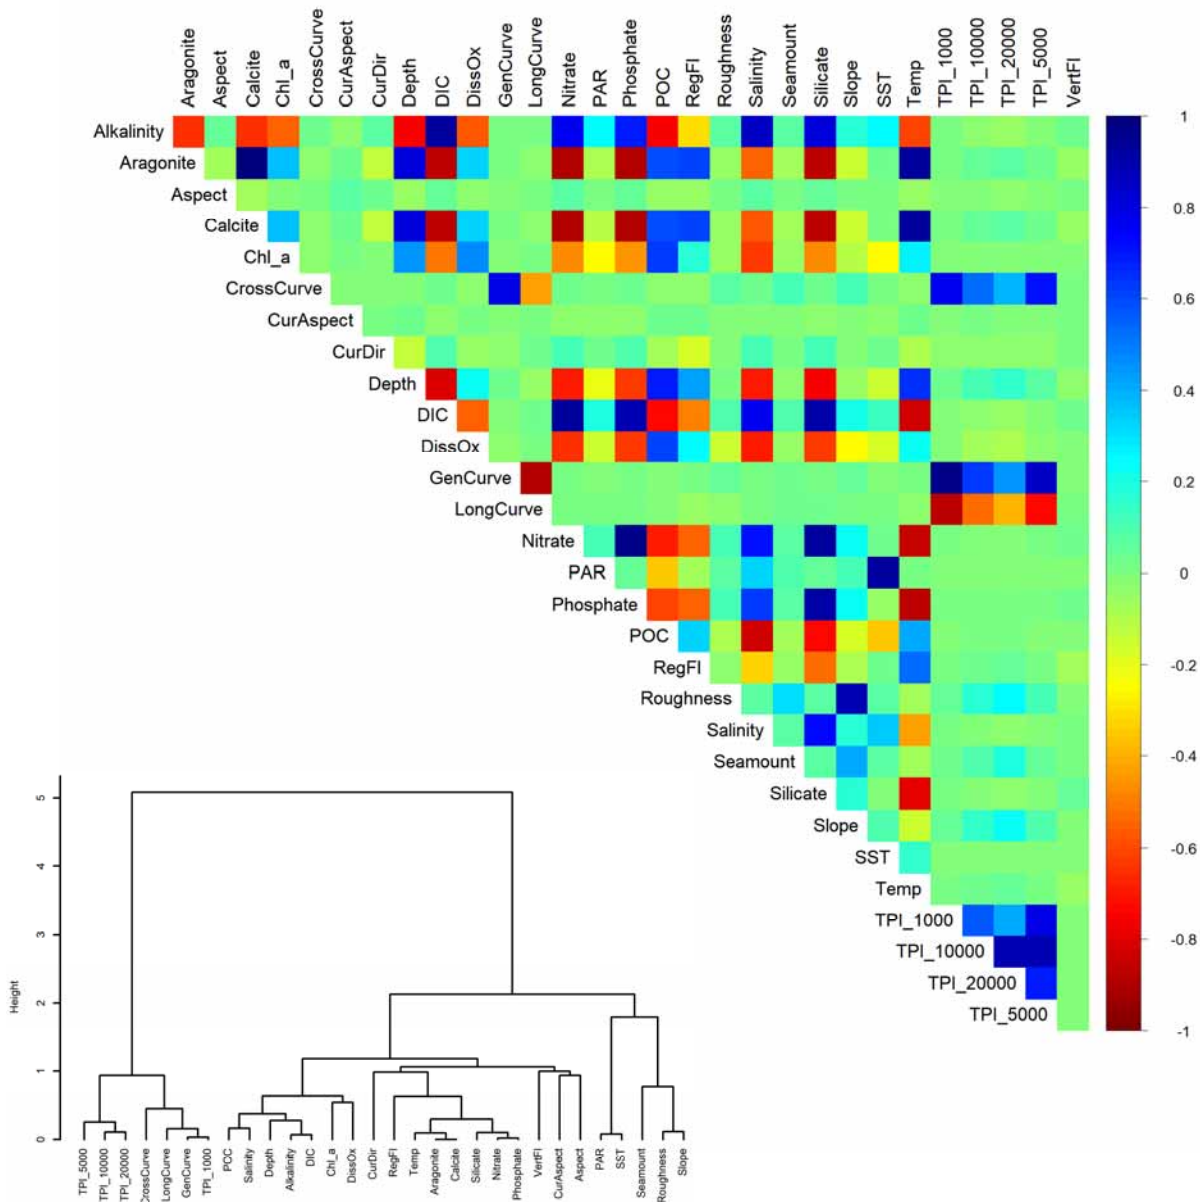 Aragonite
Aspect
Calcite
Chl_a
CrossCurve
CurAspect
CurDir
Depth
DIC
DissOx
GenCurve
LongCurve
Nitrate
PAR
Phosphate
POC
RegFl
Roughness
Salinity
Seamount
Silicate
Slope
SST
Temp
TPI_1000
TPI_10000
TPI_20000
TPI_5000
VertFl
Alkalinity
Aragonite
Aspect
Calcite
Chl_a
CrossCurve
CurAspect
CurDir
Depth
DIC
DissOx
GenCurve
LongCurve
Nitrate
PAR
Phosphate
POC
RegFl
Roughness
Salinity
Seamount
Silicate
Slope
SST
Temp
TPI_1000
TPI_10000
TPI_20000
TPI_5000
1
0.8
0.6
0.4
0.2
0
-0.2
-0.4
-0.6
-0.8
-1
Height
5
4
3
2
1
0
TPI_5000
TPI_10000
TPI_20000
CrossCurve
LongCurve
GenCurve
TPI_1000
POC
Salinity
Depth
Alkalinity
DIC
Chl_a
DissOx
CurDir
RegFl
Temp
Aragonite
Calcite
Silicate
Nitrate
Phosphate
VertFl
CurAspect
Aspect
PAR
SST
Seamount
Roughness
Slope